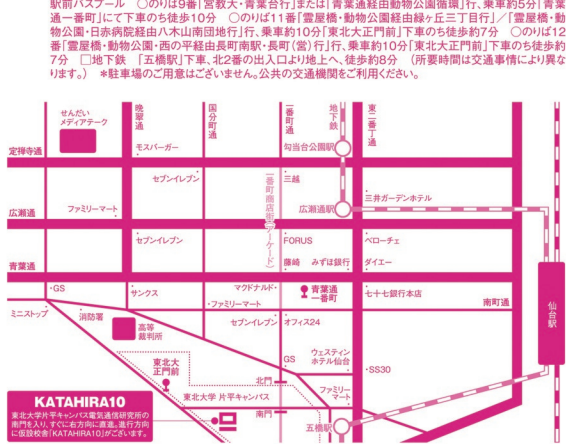 駅前バスプール ○のりば9番「宮教大・青葉台行」または「青葉通経由動物公園循環」行、乗車約5分「青葉
通一番町」にて下車のち徒歩10分 ○のりば11番「霊屋橋・動物公園経由緑ヶ丘三丁目行」／「霊屋橋・動
物公園・日赤病院経由八木山南団地行」行、乗車約10分「東北大正門前」下車のち徒歩約7分 ○のりば12
番「霊屋橋・動物公園・西の平経由長町南駅・長町(営)行」行、乗車約10分「東北大正門前」下車のち徒歩約
7分 □地下鉄 「五橋駅」下車、北2番の出入口より地上へ、徒歩約8分 (所要時間は交通事情により異な
ります。) *駐車場のご用意はございません。公共の交通機関をご利用ください。
せんだい
メディアテーク
晩翠通
国分町通
一番町通
地下鉄
東二番丁通
モスバーガー
勾当台公園駅
定禅寺通
セブンイレブン
三越
一番町商店街(アーケード)
三井ガーデンホテル
ファミリーマート
広瀬通駅
広瀬通
セブンイレブン
FORUS
ベローチェ
藤崎
みずほ銀行
ダイエー
青葉通
・GS
サンクス
マクドナルド・
青葉通
一番町
七十七銀行本店
・ファミリーマート
南町通
仙台駅
ミニストップ
消防署
高等
裁判所
セブンイレブン
オフィス24
東北大
正門前
GS
ウェスティン
ホテル仙台
・SS30
北門
東北大学 片平キャンパス
ファミリー
マート
南門
五橋駅
KATAHIRA10
東北大学片平キャンパス電気通信研究所の
南門を入り、すぐに右方向に直進。進行方向
に仮設校舎「KATAHIRA10」がございます。